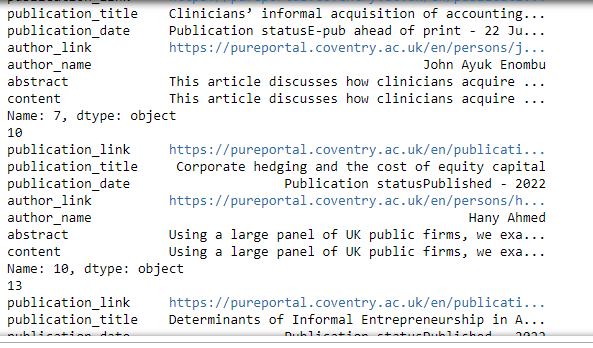 publication_title Clinicians’ informal acquisition of accounting...
publication_date Publication statusE-pub ahead of print - 22 Ju...
author_link https://pureportal.coventry.ac.uk/en/persons/j...
author_name John Ayuk Enombu
abstract This article discusses how clinicians acquire ...
content This article discusses how clinicians acquire ...
Name: 7, dtype: object
10
publication_link https://pureportal.coventry.ac.uk/en/publicati...
publication_title Corporate hedging and the cost of equity capital
publication_date Publication statusPublished - 2022
author_link https://pureportal.coventry.ac.uk/en/persons/h...
author_name Hany Ahmed
abstract Using a large panel of UK public firms, we exa...
content Using a large panel of UK public firms, we exa...
Name: 10, dtype: object
13
publication_link https://pureportal.coventry.ac.uk/en/publicati...
publication_title Determinants of Informal Entrepreneurship in A...
publication_date Publication statusPublished - 2022